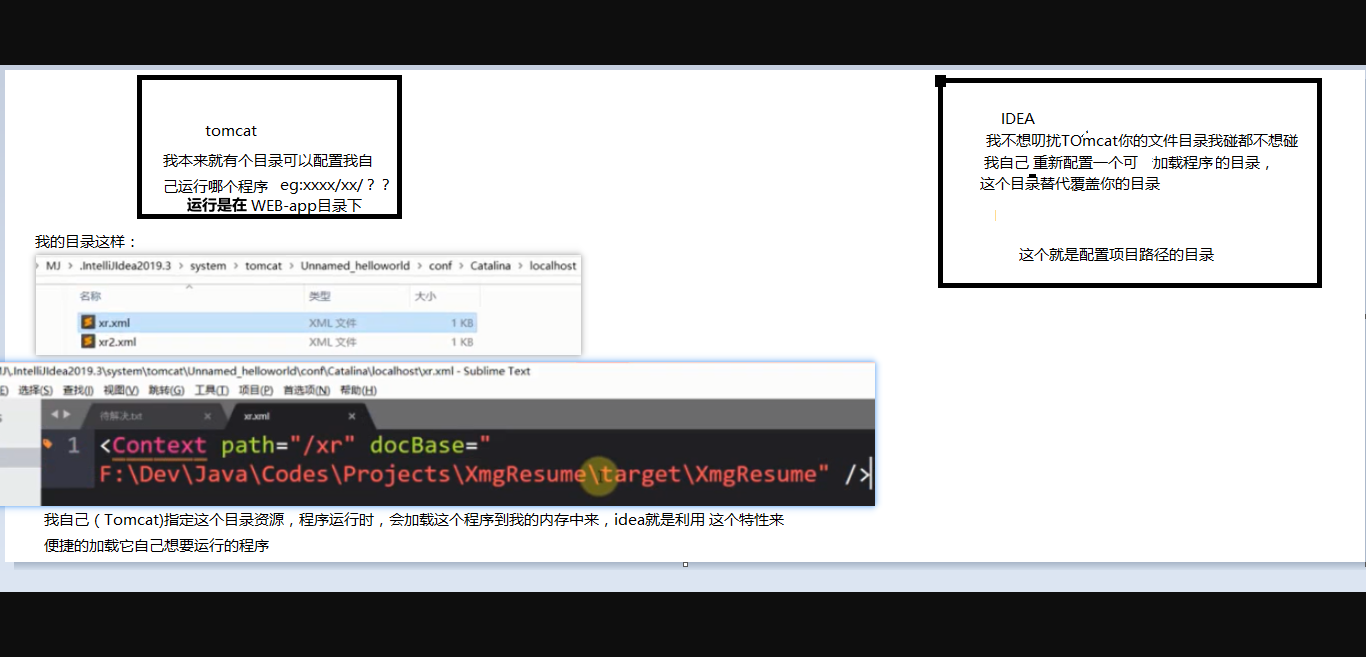 tomcat
我本来就有个目录可以配置我自
己运行哪个程序 eg:xxxx/xx/？？
运行是在 WEB-app目录下
IDEA
我不想叨扰TOmcat你的文件目录我碰都不想碰
我自己 重新配置一个可 加载程序的目录，
这个目录替代覆盖你的目录
这个就是配置项目路径的目录
我的目录这样：
› MJ › .IntelliJIdea2019.3 › system › tomcat › Unnamed_helloworld › conf › Catalina › localhost
名称 类型 大小
xr.xml XML 文件 1 KB
xr2.xml XML 文件 1 KB
\.IntelliJIdea2019.3\system\tomcat\Unnamed_helloworld\conf\Catalina\localhost\xr.xml - Sublime Text
选择(S) 查找(I) 视图(V) 跳转(G) 工具(T) 项目(P) 首选项(N) 帮助(H)
待解决.txt × xr.xml ×
1 <Context path="/xr" docBase="
F:\Dev\Java\Codes\Projects\XmgResume\target\XmgResume" />
我自己（Tomcat)指定这个目录资源，程序运行时，会加载这个程序到我的内存中来，idea就是利用 这个特性来
便捷的加载它自己想要运行的程序